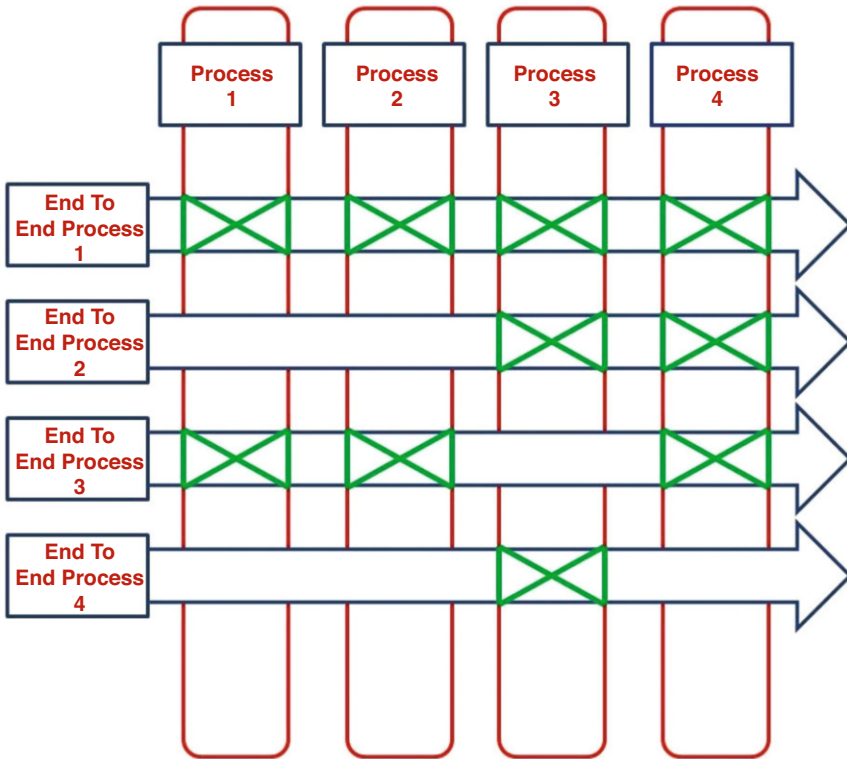 Process
1
Process
2
Process
3
Process
4
End To
End Process
1
End To
End Process
2
End To
End Process
3
End To
End Process
4